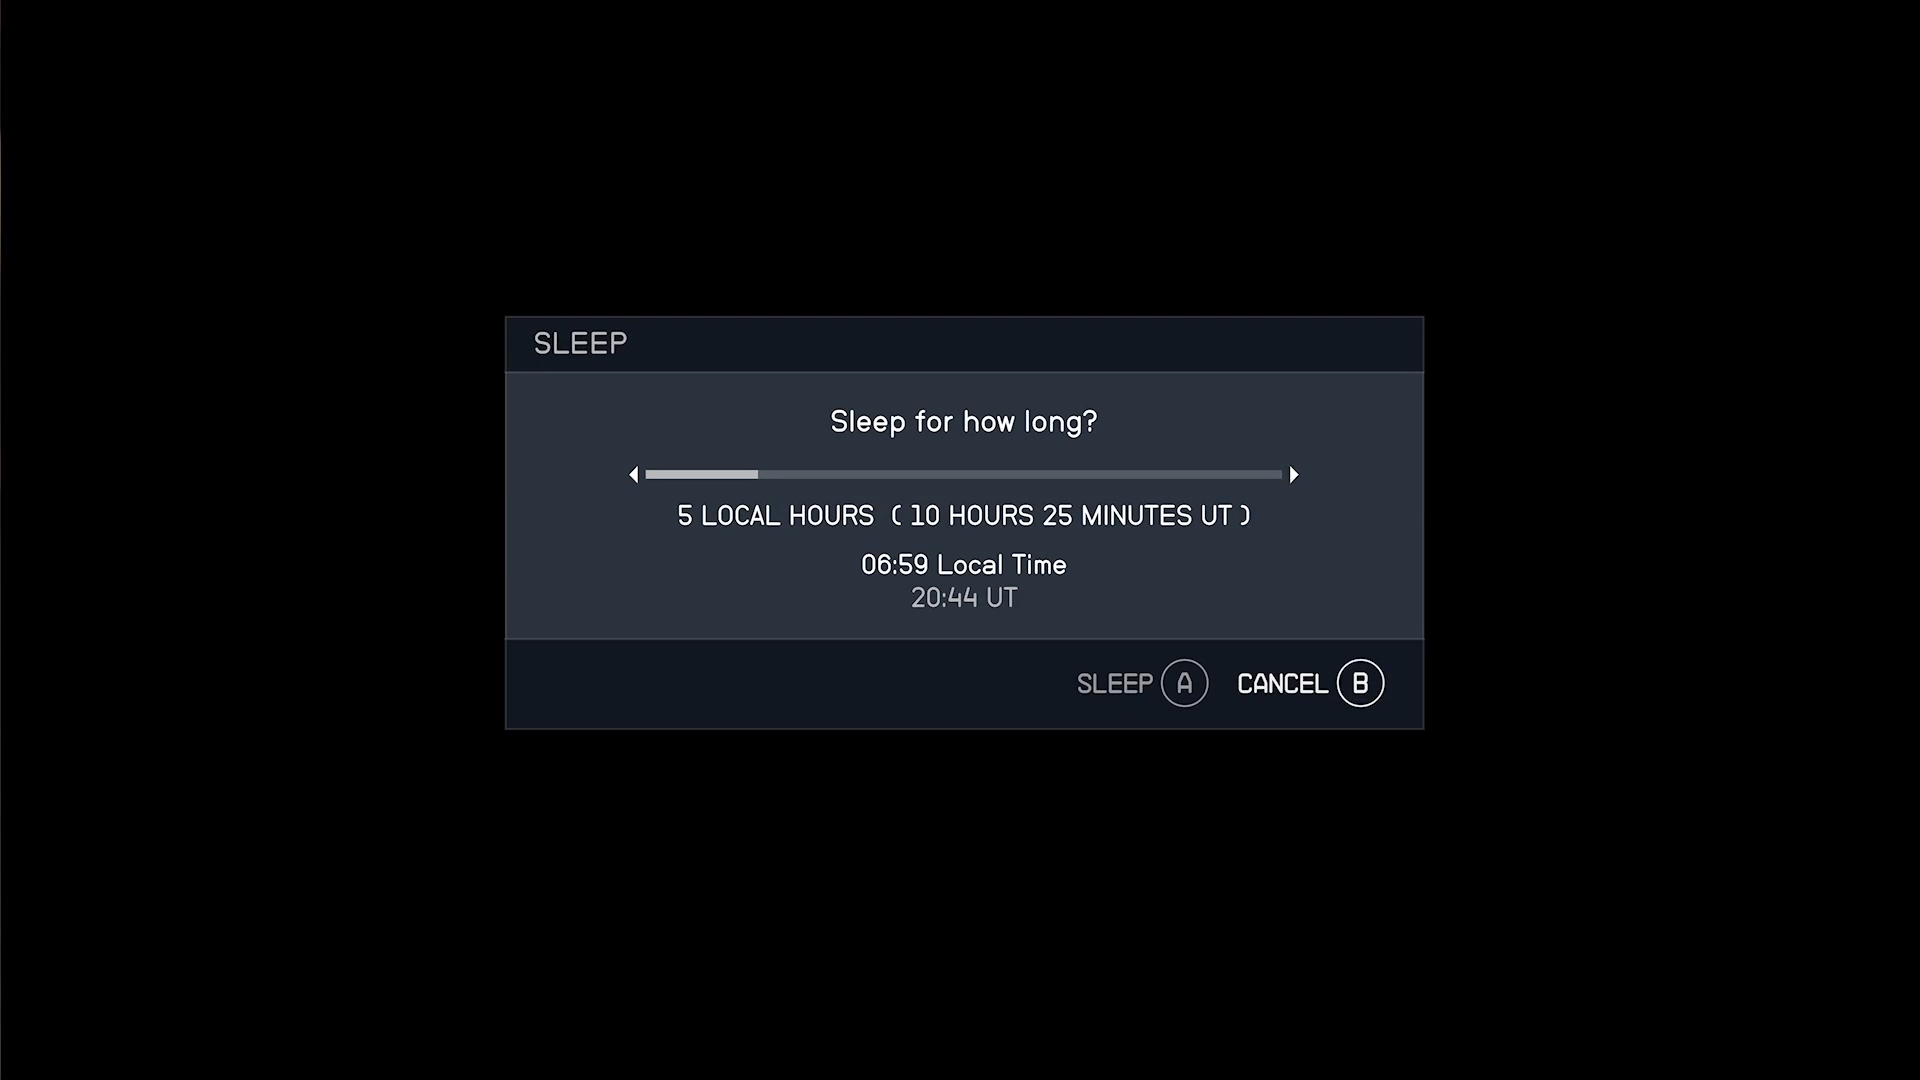 SLEEP
Sleep for how long?
5 LOCAL HOURS ( 10 HOURS 25 MINUTES UT )
06:59 Local Time
20:44 UT
SLEEP A CANCEL B